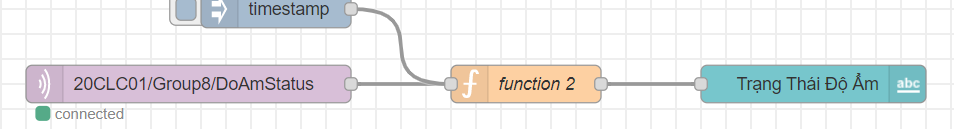 timestamp
20CLC01/Group8/DoAmStatus
function 2
Trạng Thái Độ Ẩm
abc
connected